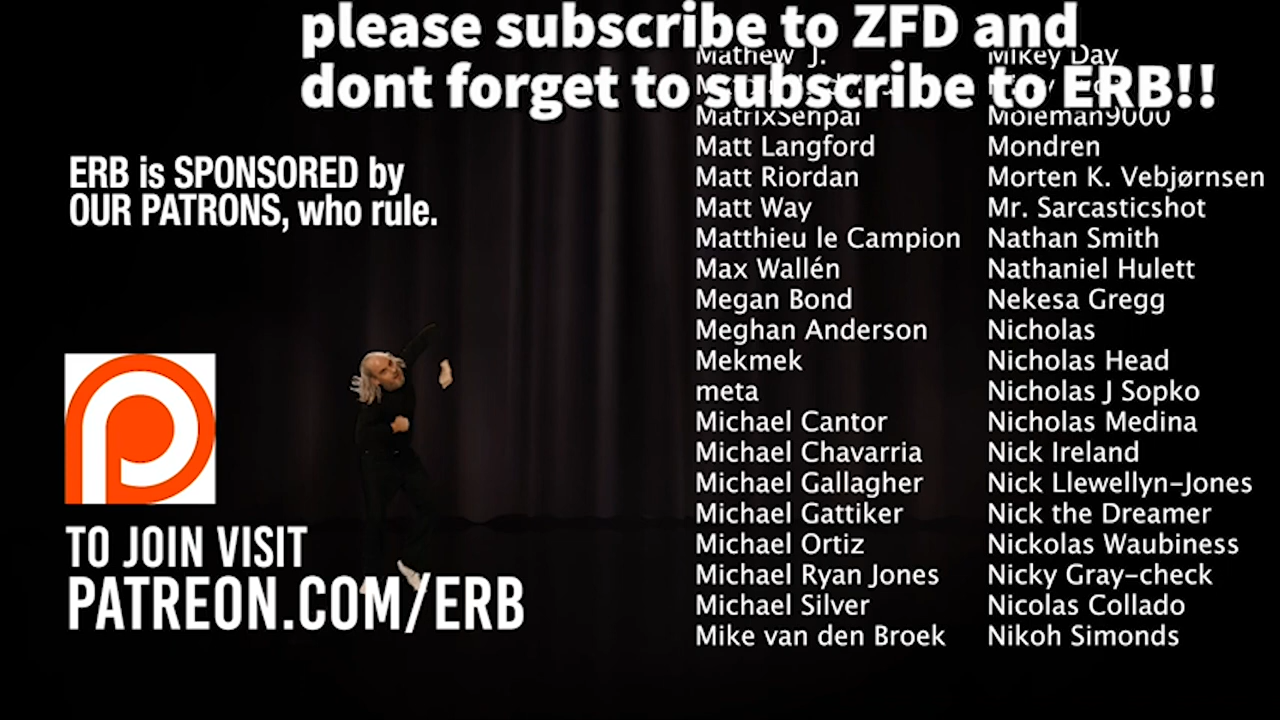 please subscribe to ZFD and
dont forget to subscribe to ERB!!
ERB is SPONSORED by
OUR PATRONS, who rule.
TO JOIN VISIT
PATREON.COM/ERB
Mathew J.
MatrixSenpai
Matt Langford
Matt Riordan
Matt Way
Matthieu le Campion
Max Wallén
Megan Bond
Meghan Anderson
Mekmek
meta
Michael Cantor
Michael Chavarria
Michael Gallagher
Michael Gattiker
Michael Ortiz
Michael Ryan Jones
Michael Silver
Mike van den Broek
Mikey Day
Moleman9000
Mondren
Morten K. Vebjørnsen
Mr. Sarcasticshot
Nathan Smith
Nathaniel Hulett
Nekesa Gregg
Nicholas
Nicholas Head
Nicholas J Sopko
Nicholas Medina
Nick Ireland
Nick Llewellyn-Jones
Nick the Dreamer
Nickolas Waubiness
Nicky Gray-check
Nicolas Collado
Nikoh Simonds